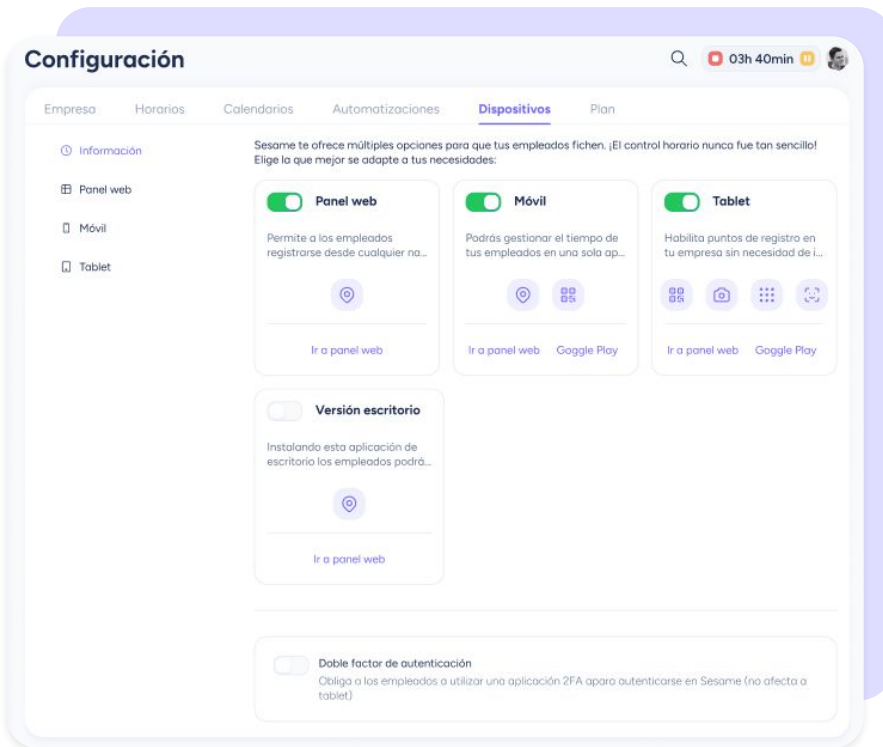 Configuración
03h 40min
Empresa Horarios Calendarios Automatizaciones Dispositivos Plan
Información
Panel web
Móvil
Tablet
Sesame te ofrece múltiples opciones para que tus empleados fichen. ¡El control horario nunca fue tan sencillo!
Elige la que mejor se adapte a tus necesidades:
Panel web
Permite a los empleados
registrarse desde cualquier na...
Ir a panel web
Móvil
Podrás gestionar el tiempo de
tus empleados en una sola ap...
Ir a panel web Goggle Play
Tablet
Habilita puntos de registro en
tu empresa sin necesidad de i...
Ir a panel web Goggle Play
Versión escritorio
Instalando esta aplicación de
escritorio los empleados podrá...
Ir a panel web
Doble factor de autenticación
Obliga a los empleados a utilizar una aplicación 2FA apara autenticarse en Sesame (no afecta a
tablet)